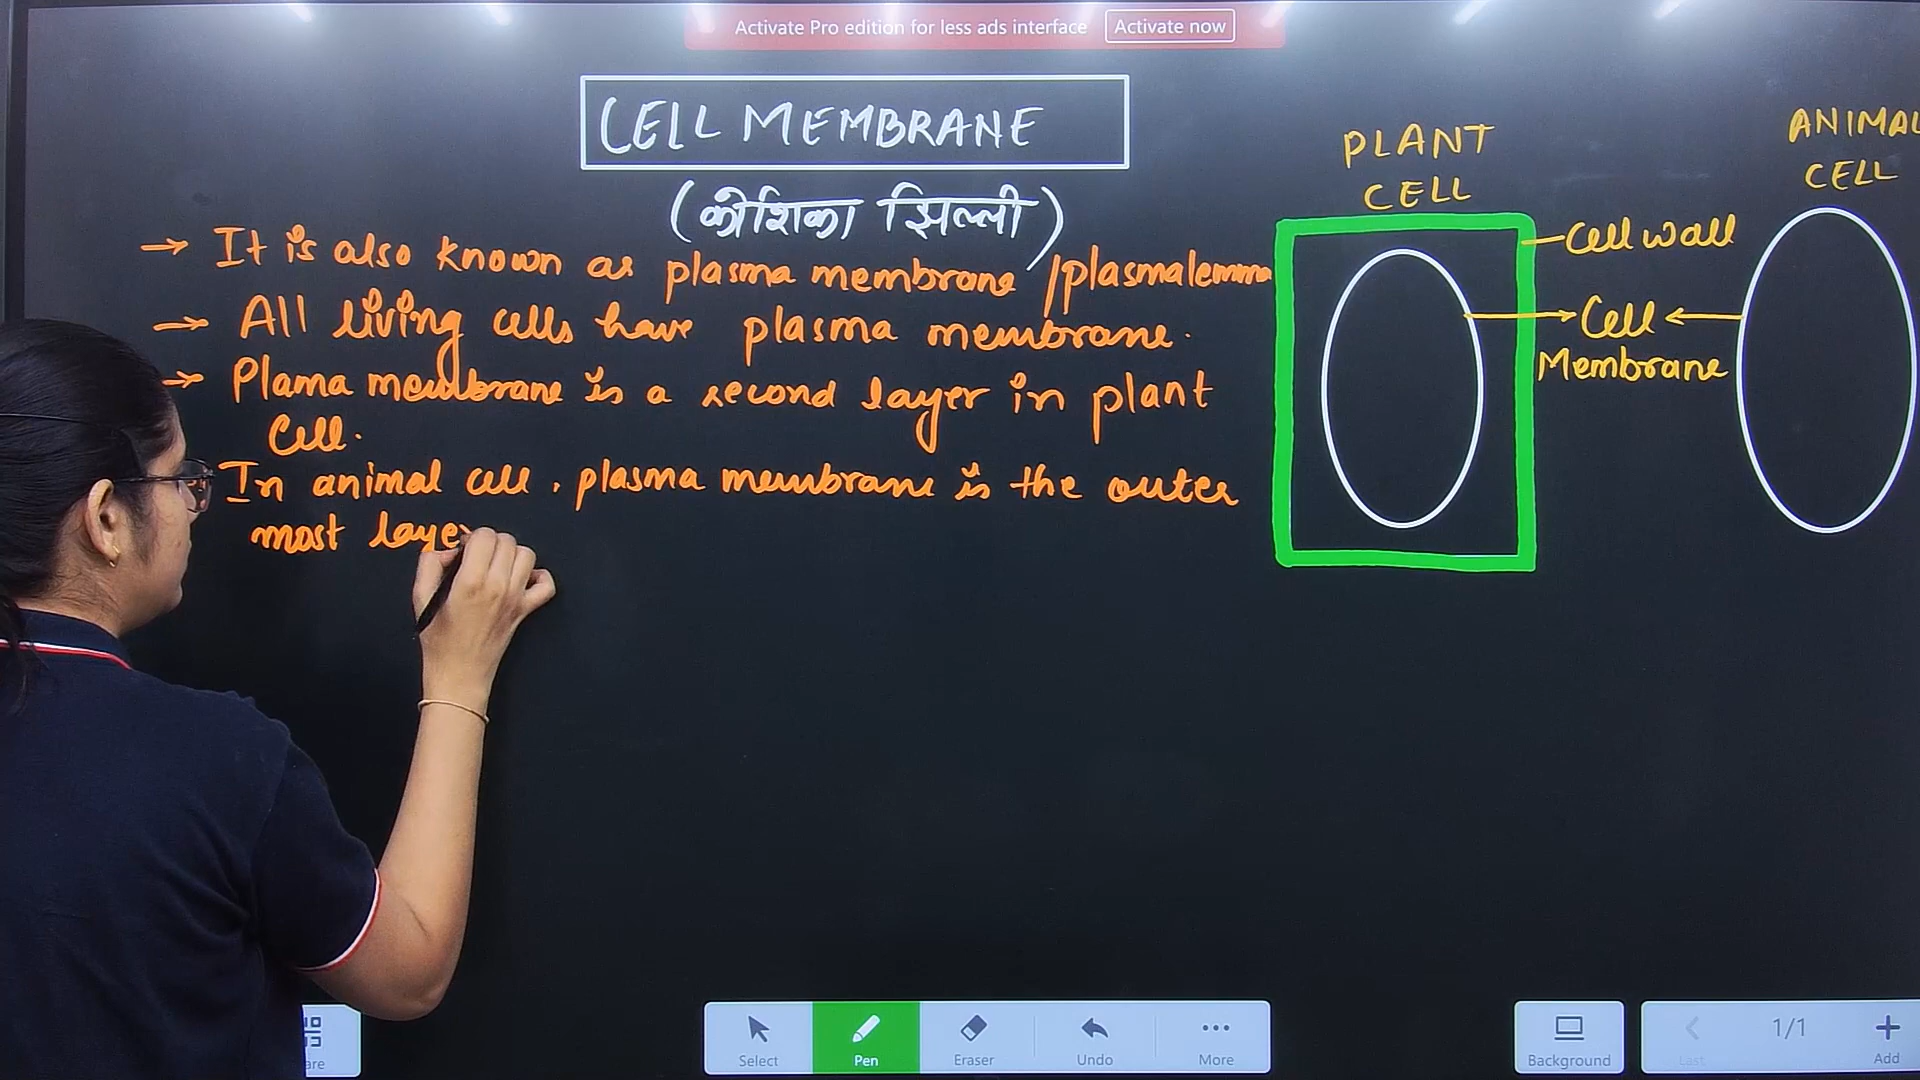 Activate Pro edition for less ads interface Activate now
CELL MEMBRANE
(कोशिका झिल्ली)
→ It is also known as plasma membrane /plasmalemma
→ All living cells have plasma membrane.
→ Plama membrane is a second layer in plant
cell.
In animal cell, plasma membrane is the outer
most laye
PLANT
CELL
Cell wall
Cell
Membrane
ANIMAL
CELL
are
Select
Pen
Eraser
Undo
More
Background
Last
1/1
Add